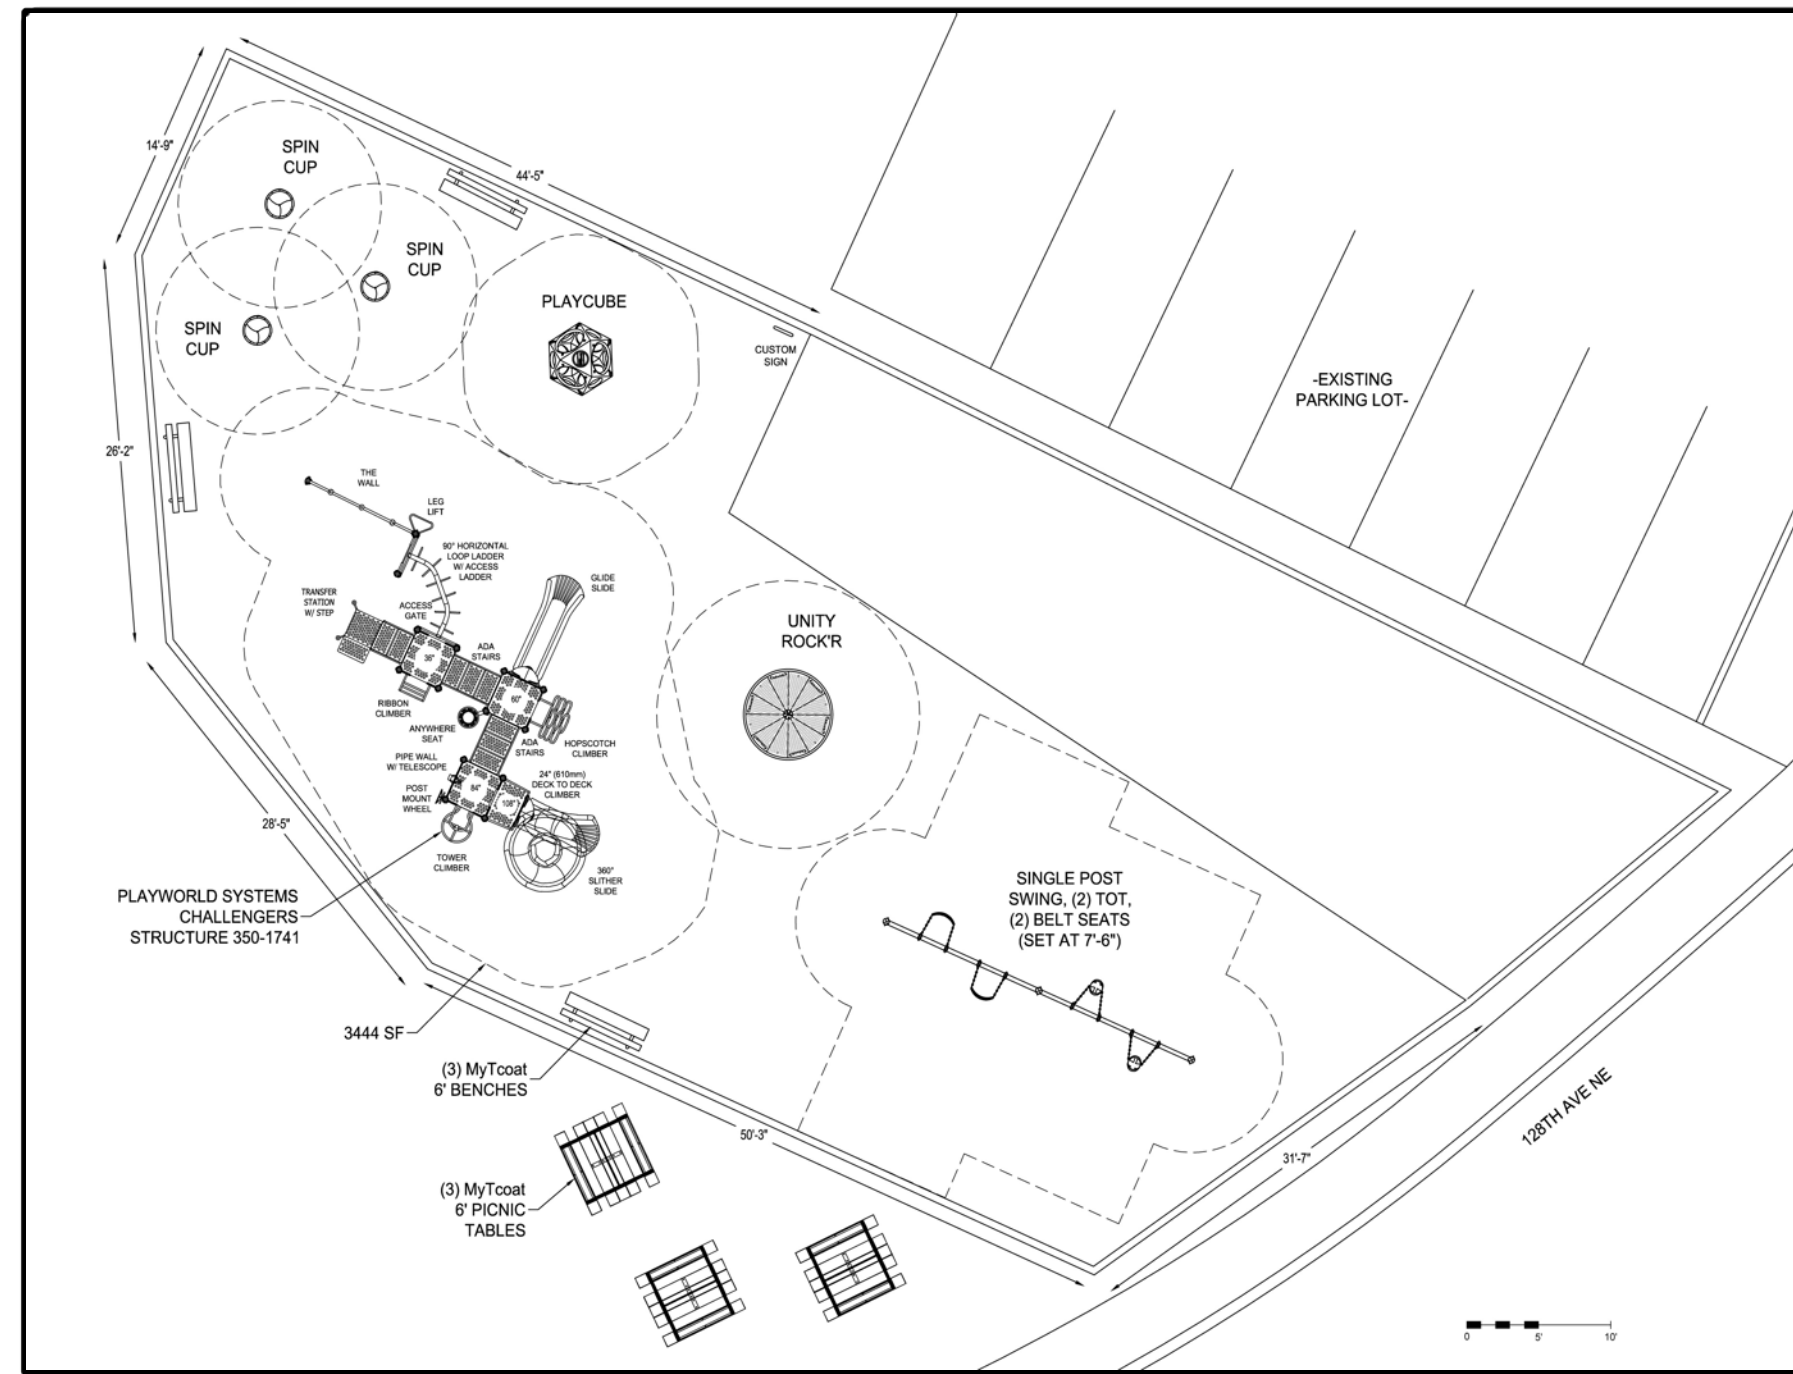 14'-9"
SPIN
CUP
44'-5"
SPIN
CUP
SPIN
CUP
PLAYCUBE
CUSTOM
SIGN
-EXISTING
PARKING LOT-
26'-2"
THE
WALL
LEG
LIFT
90° HORIZONTAL
LOOP LADDER
W/ ACCESS
LADDER
GLIDE
SLIDE
TRANSFER
STATION
W/ STEP
ACCESS
GATE
36"
ADA
STAIRS
UNITY
ROCK'R
60"
RIBBON
CLIMBER
ANYWHERE
SEAT
ADA
STAIRS
HOPSCOTCH
CLIMBER
PIPE WALL
W/ TELESCOPE
24" (610mm)
DECK TO DECK
CLIMBER
POST
MOUNT
WHEEL
84"
108"
28'-5"
TOWER
CLIMBER
360°
SLITHER
SLIDE
PLAYWORLD SYSTEMS
CHALLENGERS
STRUCTURE 350-1741
SINGLE POST
SWING, (2) TOT,
(2) BELT SEATS
(SET AT 7'-6")
3444 SF
(3) MyTcoat
6' BENCHES
50'-3"
31'-7"
128TH AVE NE
(3) MyTcoat
6' PICNIC
TABLES
0 5' 10'